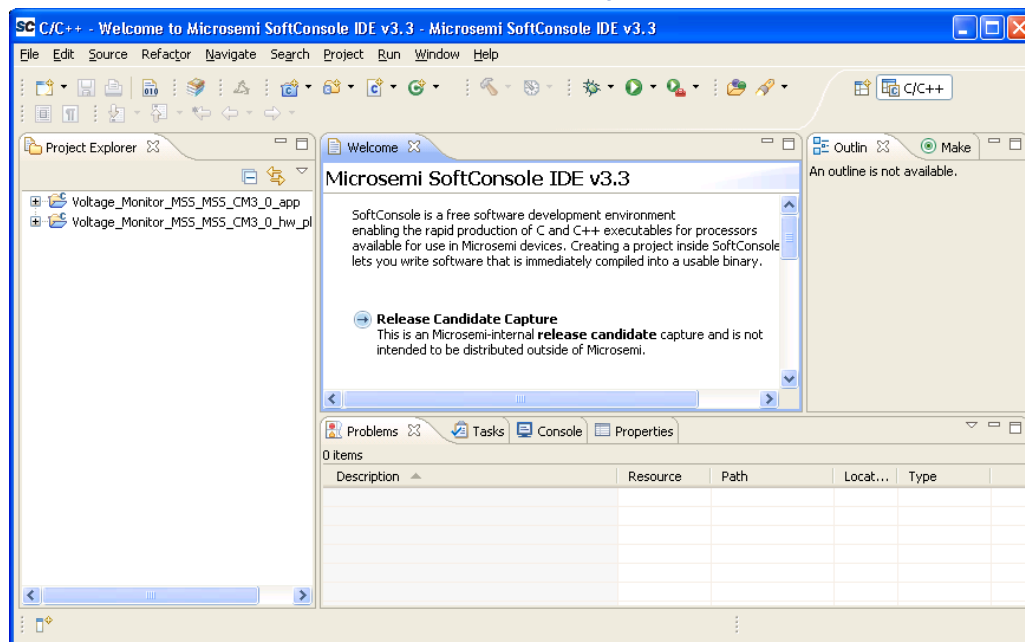 SC C/C++ - Welcome to Microsemi SoftConsole IDE v3.3 - Microsemi SoftConsole IDE v3.3
File Edit Source Refactor Navigate Search Project Run Window Help
C/C++
Project Explorer
Voltage_Monitor_MSS_MSS_CM3_0_app
Voltage_Monitor_MSS_MSS_CM3_0_hw_pl
Welcome
Microsemi SoftConsole IDE v3.3
SoftConsole is a free software development environment
enabling the rapid production of C and C++ executables for processors
available for use in Microsemi devices. Creating a project inside SoftConsole
lets you write software that is immediately compiled into a usable binary.
Release Candidate Capture
This is an Microsemi-internal release candidate capture and is not
intended to be distributed outside of Microsemi.
Outlin Make
An outline is not available.
Problems Tasks Console Properties
0 items
Description Resource Path Locat... Type